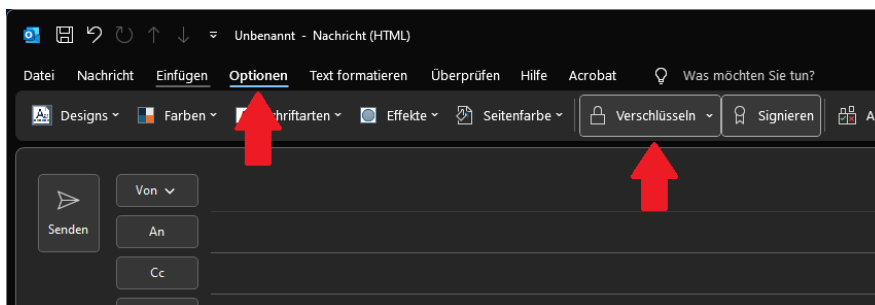 Unbenannt - Nachricht (HTML)
Datei Nachricht Einfügen Optionen Text formatieren Überprüfen Hilfe Acrobat Was möchten Sie tun?
Designs Farben Effekte Seitenfarbe Verschlüsseln Signieren
Von
Senden
An
Cc